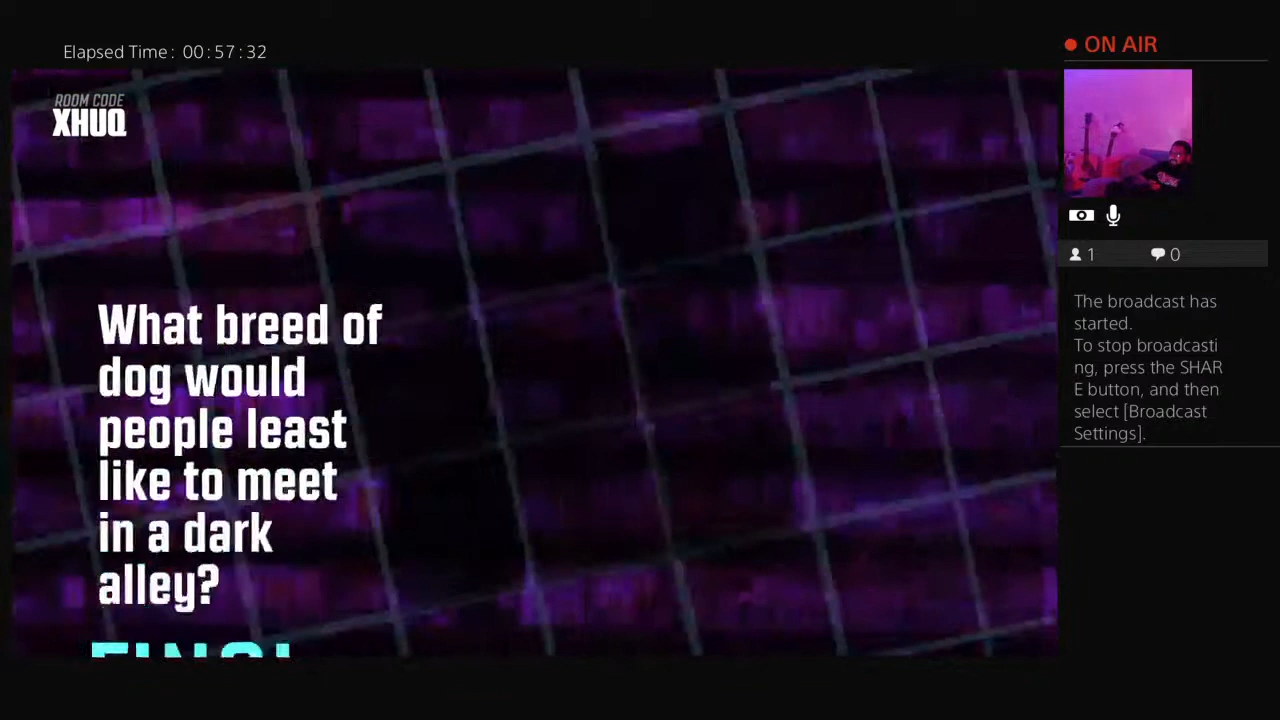 Elapsed Time: 00:57:32
ON AIR
ROOM CODE
XHUQ
1 0
What breed of
dog would
people least
like to meet
in a dark
alley?
The broadcast has
started.
To stop broadcasti
ng, press the SHAR
E button, and then
select [Broadcast
Settings].